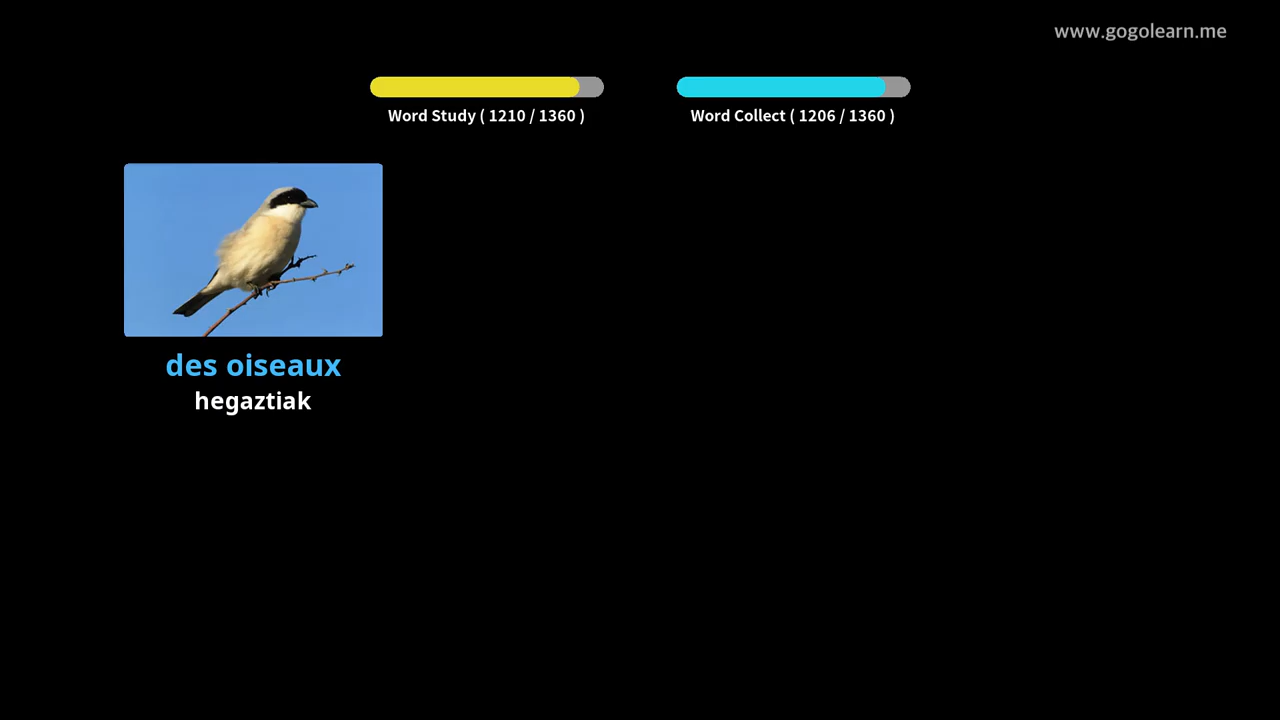 www.gogolearn.me
Word Study ( 1210 / 1360 )
Word Collect ( 1206 / 1360 )
des oiseaux
hegaztiak